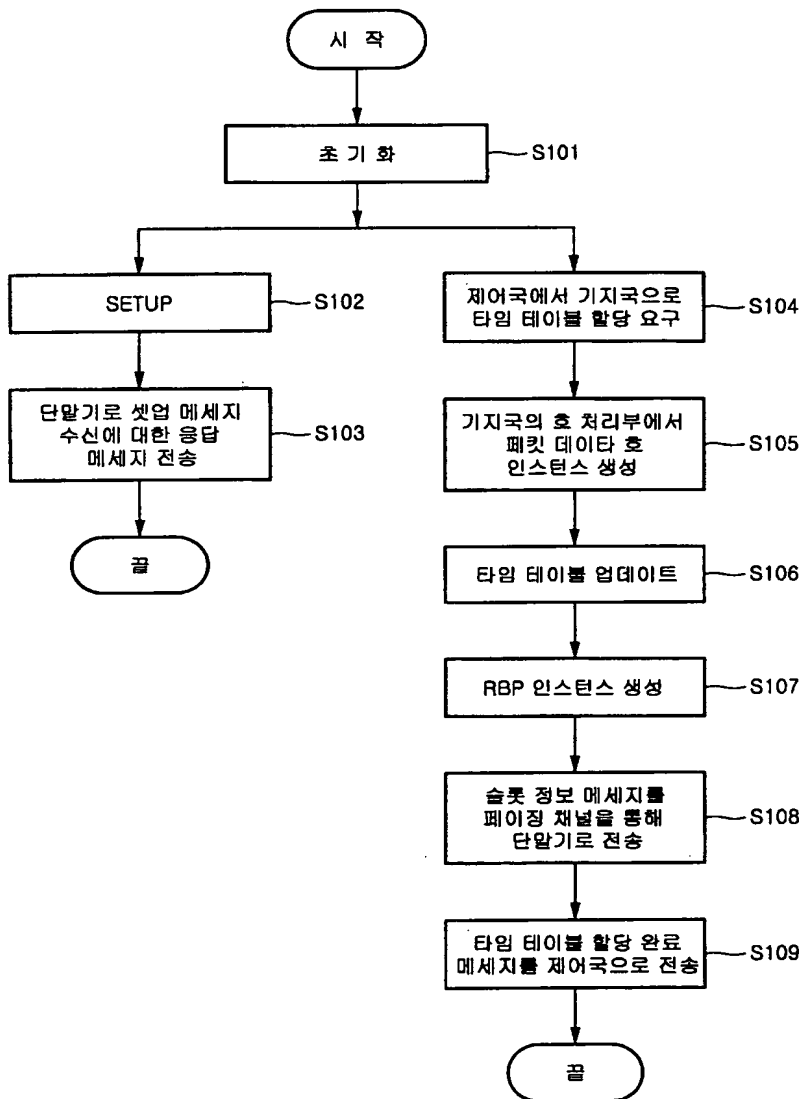 시 작
초 기 화
S101
SETUP
S102
단말기로 셋업 메세지
수신에 대한 응답
메세지 전송
S103
끝
제어국에서 기지국으로
타임 테이블 할당 요구
S104
기지국의 호 처리부에서
패킷 데이타 호
인스턴스 생성
S105
타임 테이블 업데이트
S106
RBP 인스턴스 생성
S107
슬롯 정보 메세지를
페이징 채널을 통해
단말기로 전송
S108
타임 테이블 할당 완료
메세지를 제어국으로 전송
S109
끝